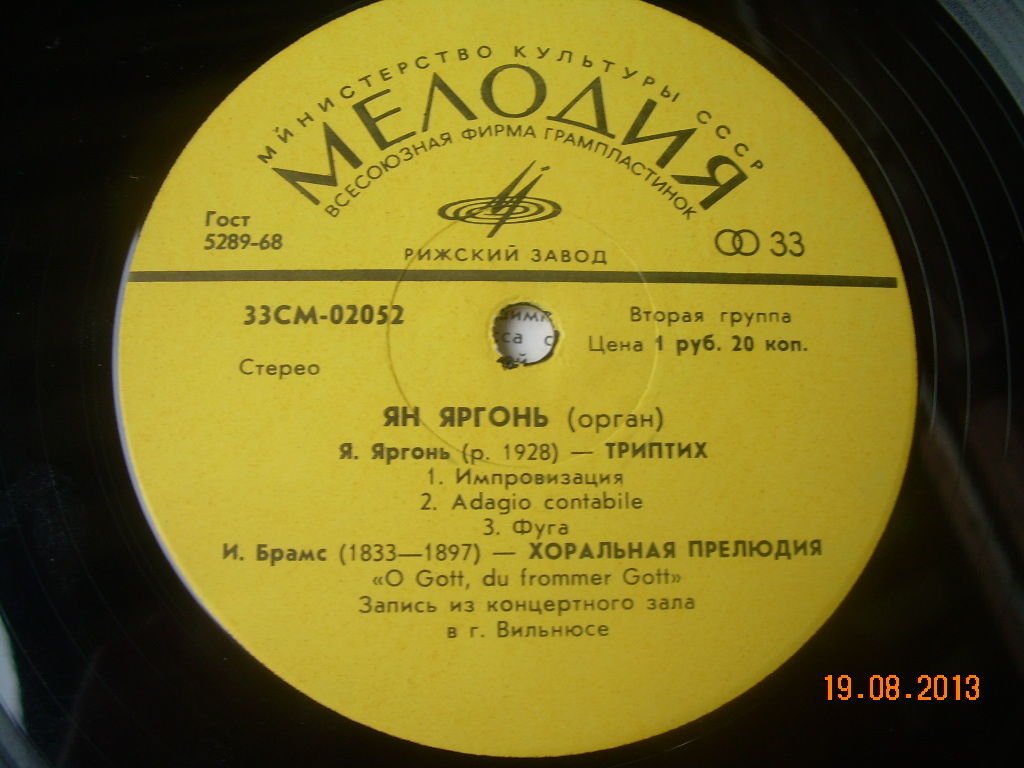 МИНИСТЕРСТВО КУЛЬТУРЫ СССР
МЕЛОДИЯ
ВСЕСОЮЗНАЯ ФИРМА ГРАМПЛАСТИНОК
Гост
5289-68
33
РИЖСКИЙ ЗАВОД
33СМ-02052
Вторая группа
Цена 1 руб. 20 коп.
Стерео
ЯН ЯРГОНЬ (орган)
Я. Яргонь (р. 1928) — ТРИПТИХ
1. Импровизация
2. Adagio contabile
3. Фуга
И. Брамс (1833—1897) — ХОРАЛЬНАЯ ПРЕЛЮДИЯ
«O Gott, du frommer Gott»
Запись из концертного зала
в г. Вильнюсе
19.08.2013